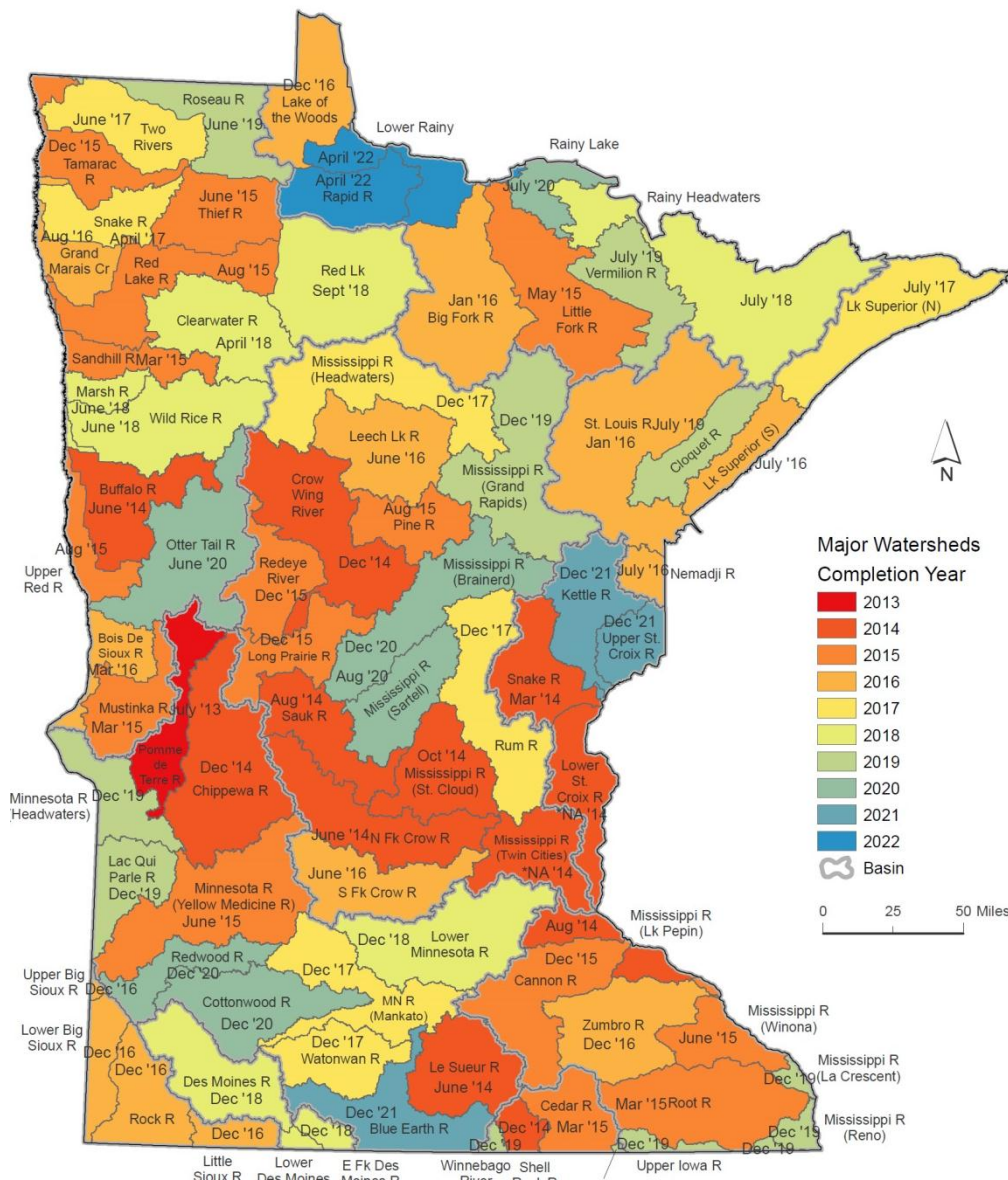 Dec '16
Lake of
the Woods
Roseau R
June '19
June '17
Two
Rivers
Lower Rainy
Dec '15
Tamarac
R
April '22
April '22
Rapid R
Rainy Lake
July '20
Rainy Headwaters
June '15
Thief R
Snake R
Aug '16
April '17
Grand
Marais Cr
Red
Lake R
Aug '15
Red Lk
Sept '18
July '19
Vermilion R
July '18
July '17
Lk Superior (N)
Jan '16
Big Fork R
May '15
Little
Fork R
Clearwater R
April '18
Sandhill R
Mar '15
Mississippi R
(Headwaters)
Dec '17
Marsh R
June '18
June '18
Wild Rice R
Leech Lk R
June '16
Dec '19
Mississippi R
(Grand
Rapids)
St. Louis R
Jan '16
July '19
Cloquet R
Lk Superior (S)
July '16
N
Buffalo R
June '14
Crow
Wing
River
Dec '14
Aug '15
Pine R
Aug '15
Upper
Red R
Otter Tail R
June '20
Redeye
River
Dec '15
Mississippi R
(Brainerd)
Dec '20
Dec '21
Kettle R
July '16
Nemadji R
Dec '21
Upper St.
Croix R
Major Watersheds
Completion Year
2013
2014
2015
2016
2017
2018
2019
2020
2021
2022
Basin
0 25 50 Miles
Bois De
Sioux R
Mar '16
Dec '15
Long Prairie R
Aug '20
Mississippi R
(Sartell)
Dec '17
Rum R
Snake R
Mar '14
Mustinka R
Mar '15
July '13
Pomme
de
Terre R
Aug '14
Sauk R
Oct '14
Mississippi R
(St. Cloud)
Lower
St.
Croix R
*NA '14
Dec '14
Chippewa R
Dec '19
Minnesota R
(Headwaters)
June '14
N Fk Crow R
Mississippi R
(Twin Cities)
*NA '14
Lac Qui
Parle R
Dec '19
Minnesota R
(Yellow Medicine R)
June '15
June '16
S Fk Crow R
Dec '18
Lower
Minnesota R
Aug '14
Mississippi R
(Lk Pepin)
Redwood R
Dec '20
Dec '17
MN R
(Mankato)
Dec '15
Cannon R
Upper Big
Sioux R
Dec '16
Cottonwood R
Dec '20
Zumbro R
Dec '16
June '15
Mississippi R
(Winona)
Lower Big
Sioux R
Dec '16
Dec '16
Rock R
Dec '17
Watonwan R
Le Sueur R
June '14
Mississippi R
(La Crescent)
Dec '19
Des Moines R
Dec '18
Dec '21
Blue Earth R
Dec '14
Cedar R
Mar '15
Mar '15
Root R
Dec '19
Mississippi R
(Reno)
Dec '16
Dec '18
Dec '19
Dec '19
Dec '19
Little
Sioux R
Lower
Des Moines
E Fk Des
Moines R
Winnebago
River
Shell
Rock R
Upper Iowa R